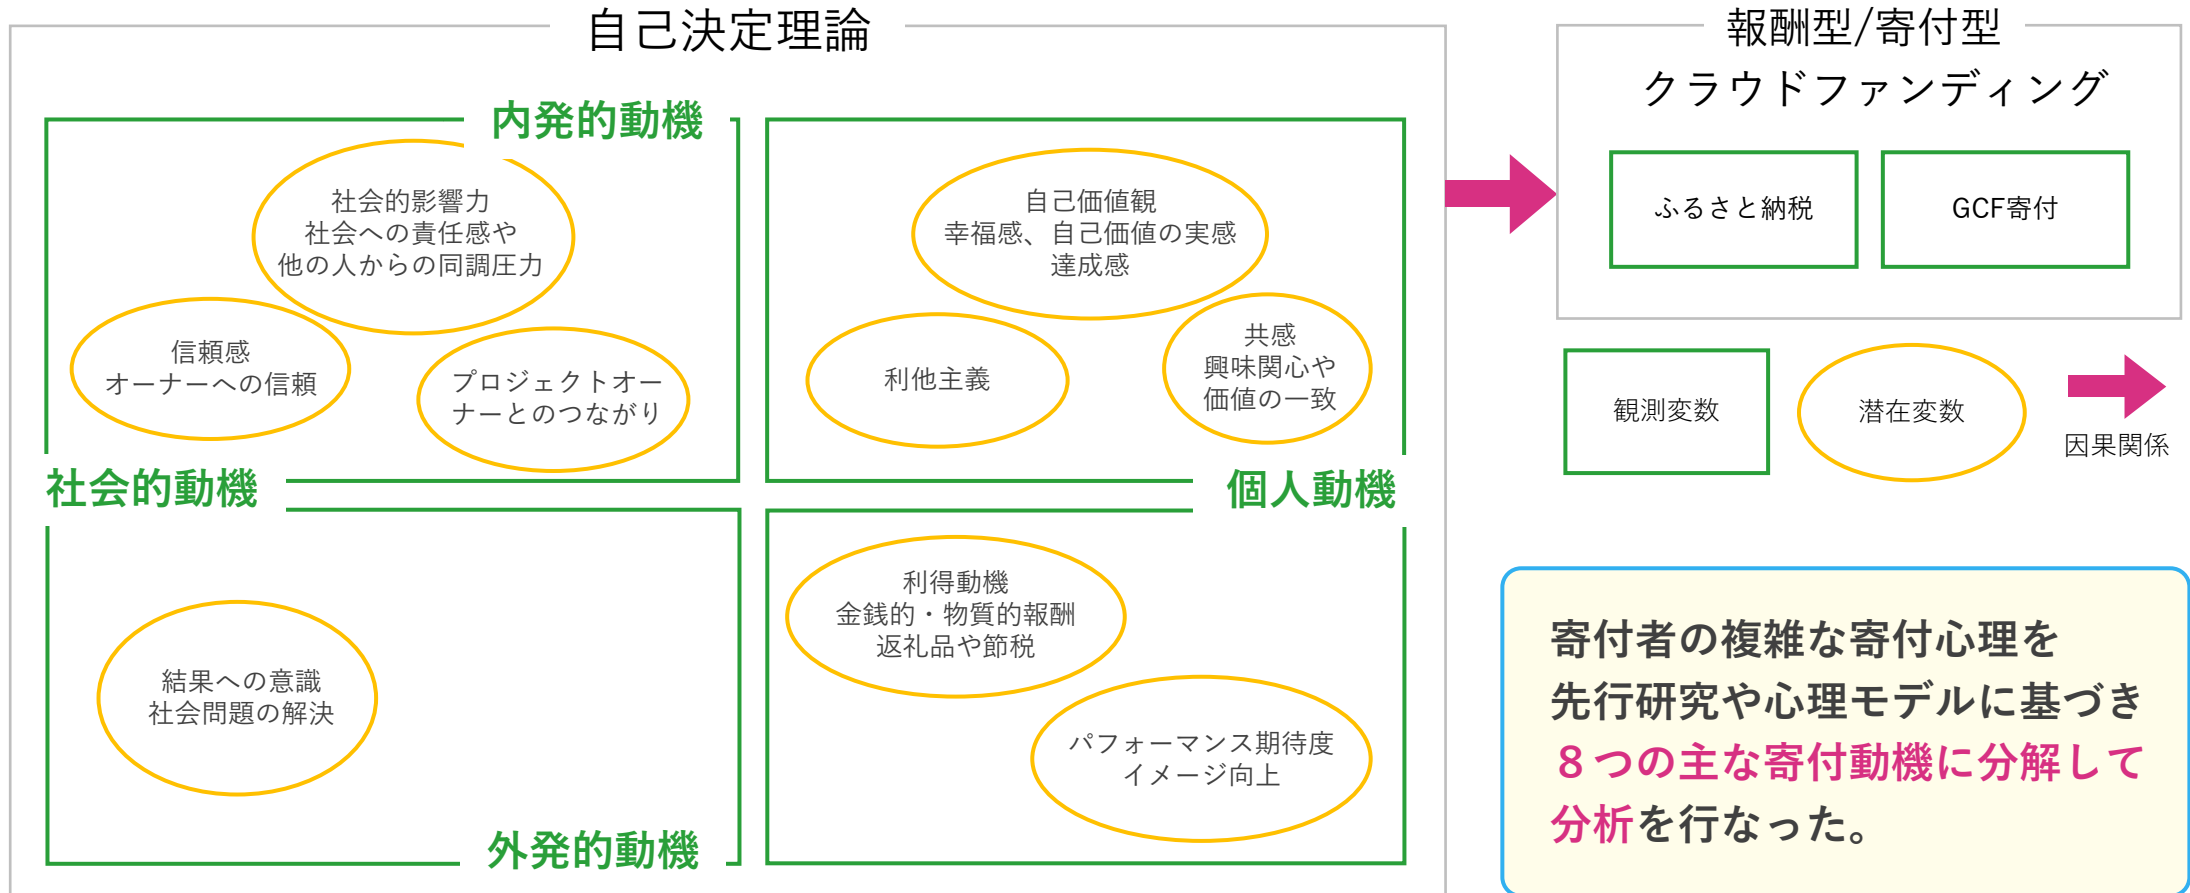 自己決定理論
内発的動機
社会的影響力
社会への責任感や
他の人からの同調圧力
信頼感
オーナーへの信頼
プロジェクトオー
ナーとのつながり
自己価値観
幸福感、自己価値の実感
達成感
利他主義
共感
興味関心や
価値の一致
社会的動機
個人動機
結果への意識
社会問題の解決
利得動機
金銭的・物質的報酬
返礼品や節税
パフォーマンス期待度
イメージ向上
外発的動機
報酬型/寄付型
クラウドファンディング
ふるさと納税
GCF寄付
観測変数
潜在変数
因果関係
寄付者の複雑な寄付心理を
先行研究や心理モデルに基づき
８つの主な寄付動機に分解して
分析を行なった。